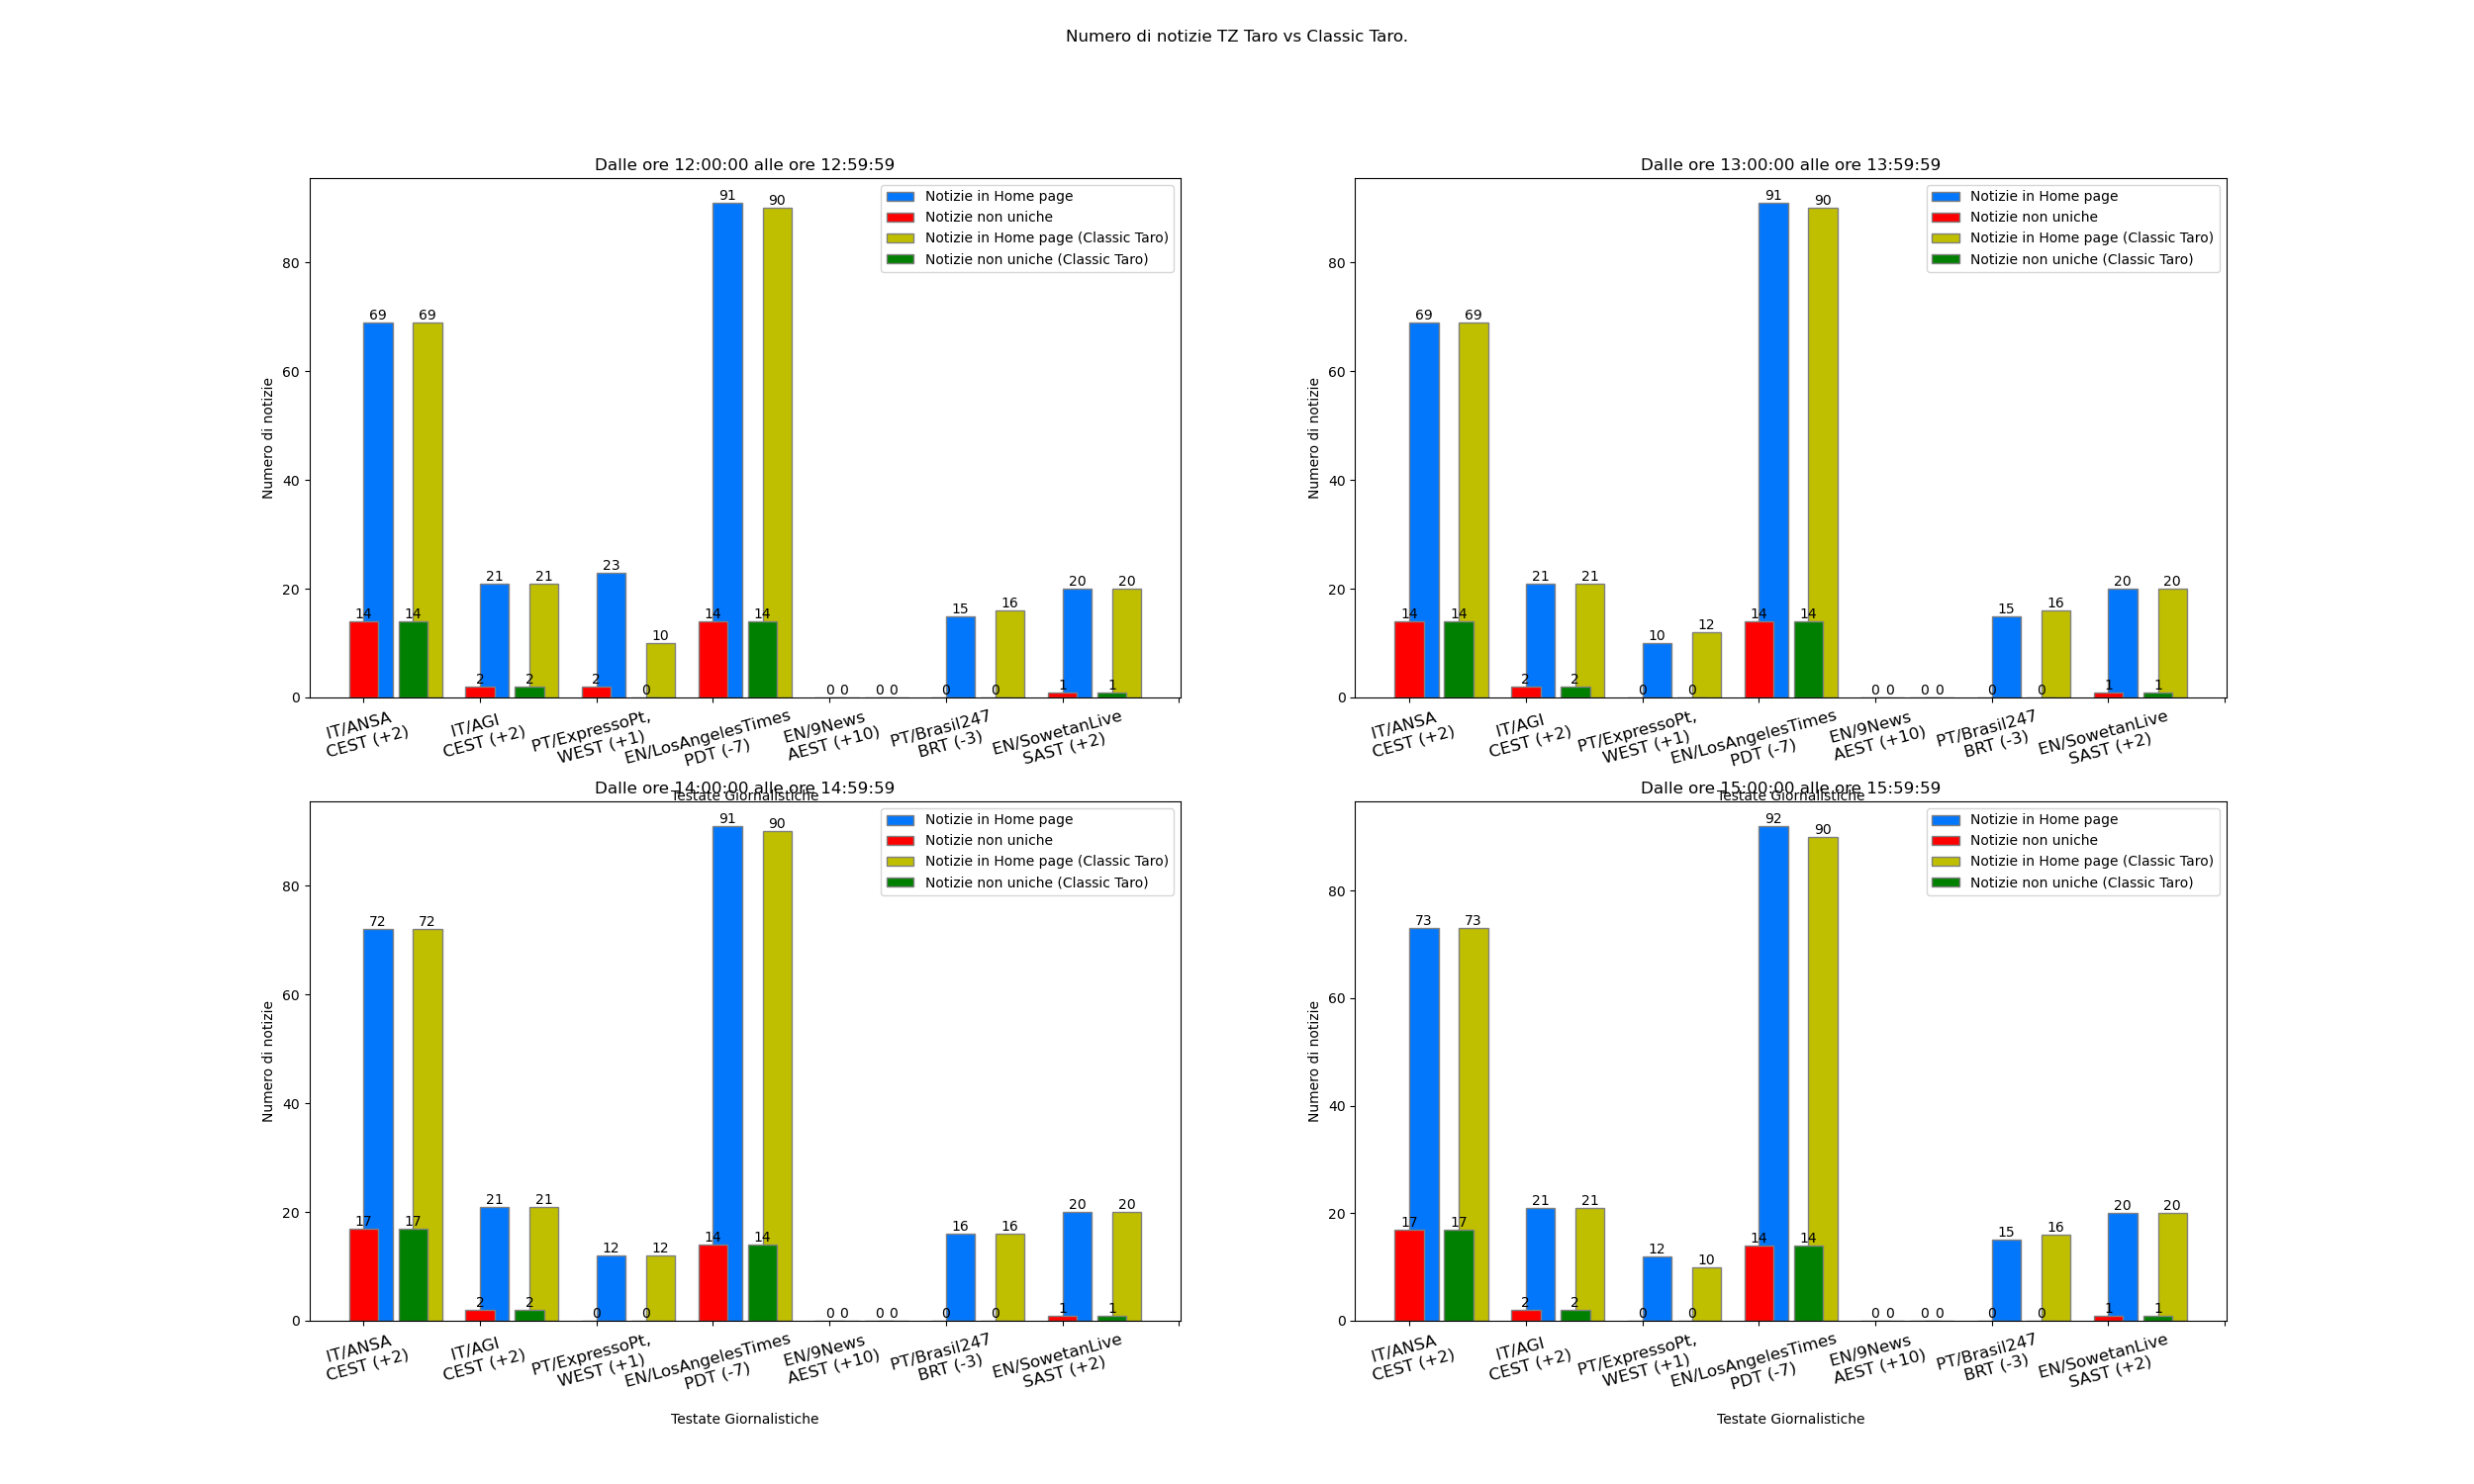 Numero di notizie TZ Taro vs Classic Taro.
Dalle ore 12:00:00 alle ore 12:59:59
Notizie in Home page
Notizie non uniche
Notizie in Home page (Classic Taro)
Notizie non uniche (Classic Taro)
Numero di notizie
80
60
40
20
0
69 69 21 21 23 10 91 90 15 16 20 20
14 14 2 2 2 0 14 14 0 0 0 0 0 0 1 1
IT/ANSA
CEST (+2)
IT/AGI
CEST (+2)
PT/ExpressoPt,
WEST (+1)
EN/LosAngelesTimes
PDT (-7)
EN/9News
AEST (+10)
PT/Brasil247
BRT (-3)
EN/SowetanLive
SAST (+2)
Testate Giornalistiche
Dalle ore 13:00:00 alle ore 13:59:59
Notizie in Home page
Notizie non uniche
Notizie in Home page (Classic Taro)
Notizie non uniche (Classic Taro)
Numero di notizie
80
60
40
20
0
69 69 21 21 10 12 91 90 15 16 20 20
14 14 2 2 0 0 14 14 0 0 0 0 0 0 1 1
IT/ANSA
CEST (+2)
IT/AGI
CEST (+2)
PT/ExpressoPt,
WEST (+1)
EN/LosAngelesTimes
PDT (-7)
EN/9News
AEST (+10)
PT/Brasil247
BRT (-3)
EN/SowetanLive
SAST (+2)
Testate Giornalistiche
Dalle ore 14:00:00 alle ore 14:59:59
Notizie in Home page
Notizie non uniche
Notizie in Home page (Classic Taro)
Notizie non uniche (Classic Taro)
Numero di notizie
80
60
40
20
0
72 72 21 21 12 12 91 90 16 16 20 20
17 17 2 2 0 0 14 14 0 0 0 0 0 0 1 1
IT/ANSA
CEST (+2)
IT/AGI
CEST (+2)
PT/ExpressoPt,
WEST (+1)
EN/LosAngelesTimes
PDT (-7)
EN/9News
AEST (+10)
PT/Brasil247
BRT (-3)
EN/SowetanLive
SAST (+2)
Testate Giornalistiche
Dalle ore 15:00:00 alle ore 15:59:59
Notizie in Home page
Notizie non uniche
Notizie in Home page (Classic Taro)
Notizie non uniche (Classic Taro)
Numero di notizie
80
60
40
20
0
73 73 21 21 12 10 92 90 15 16 20 20
17 17 2 2 0 0 14 14 0 0 0 0 0 0 1 1
IT/ANSA
CEST (+2)
IT/AGI
CEST (+2)
PT/ExpressoPt,
WEST (+1)
EN/LosAngelesTimes
PDT (-7)
EN/9News
AEST (+10)
PT/Brasil247
BRT (-3)
EN/SowetanLive
SAST (+2)
Testate Giornalistiche